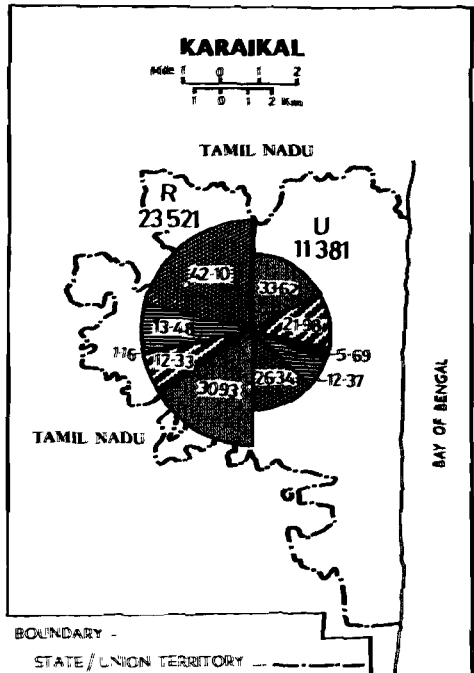 KARAIKAL
Mile 1 0 1 2
1 0 1 2 Km
TAMIL NADU
R
23521
U
11381
42·10
33·62
13·48
21·98
1·16
12·33
5·69
12·37
30·93
26·34
TAMIL NADU
BAY OF BENGAL
BOUNDARY -
STATE/UNION TERRITORY